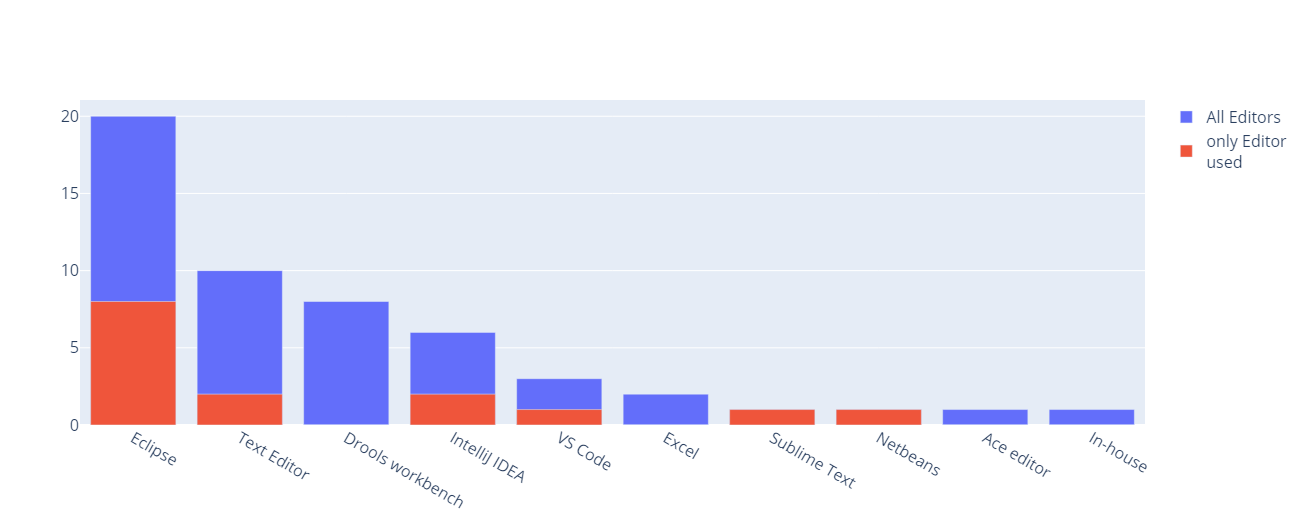 20
15
10
5
0
Eclipse
Text Editor
Drools workbench
IntelliJ IDEA
VS Code
Excel
Sublime Text
Netbeans
Ace editor
In-house
All Editors
only Editor
used